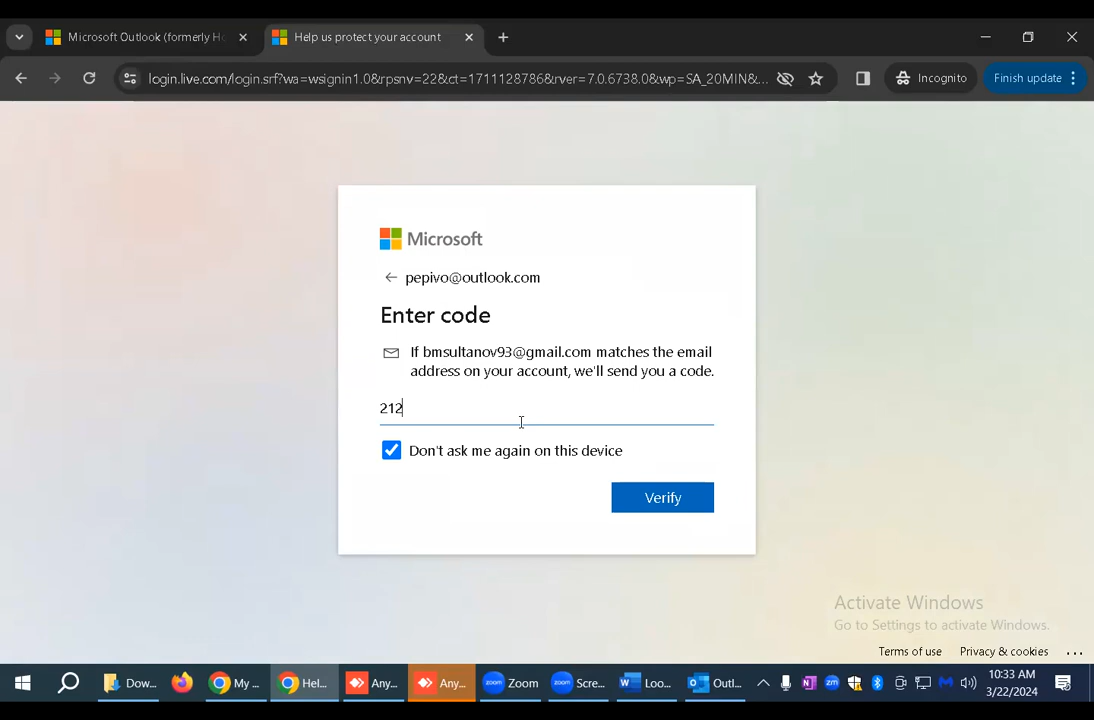 Microsoft Outlook (formerly Ho
Help us protect your account
login.live.com/login.srf?wa=wsignin1.0&rpsnv=22&ct=1711128786&rver=7.0.6738.0&wp=SA_20MIN&...
Incognito
Finish update
Microsoft
pepivo@outlook.com
Enter code
If bmsultanov93@gmail.com matches the email
address on your account, we'll send you a code.
212
Don't ask me again on this device
Verify
Activate Windows
Go to Settings to activate Windows.
Terms of use
Privacy & cookies
...
Dow...
My ...
Hel...
Any...
Any...
zoom
Zoom
zoom
Scre...
Loo...
Outl...
zm
10:33 AM
3/22/2024